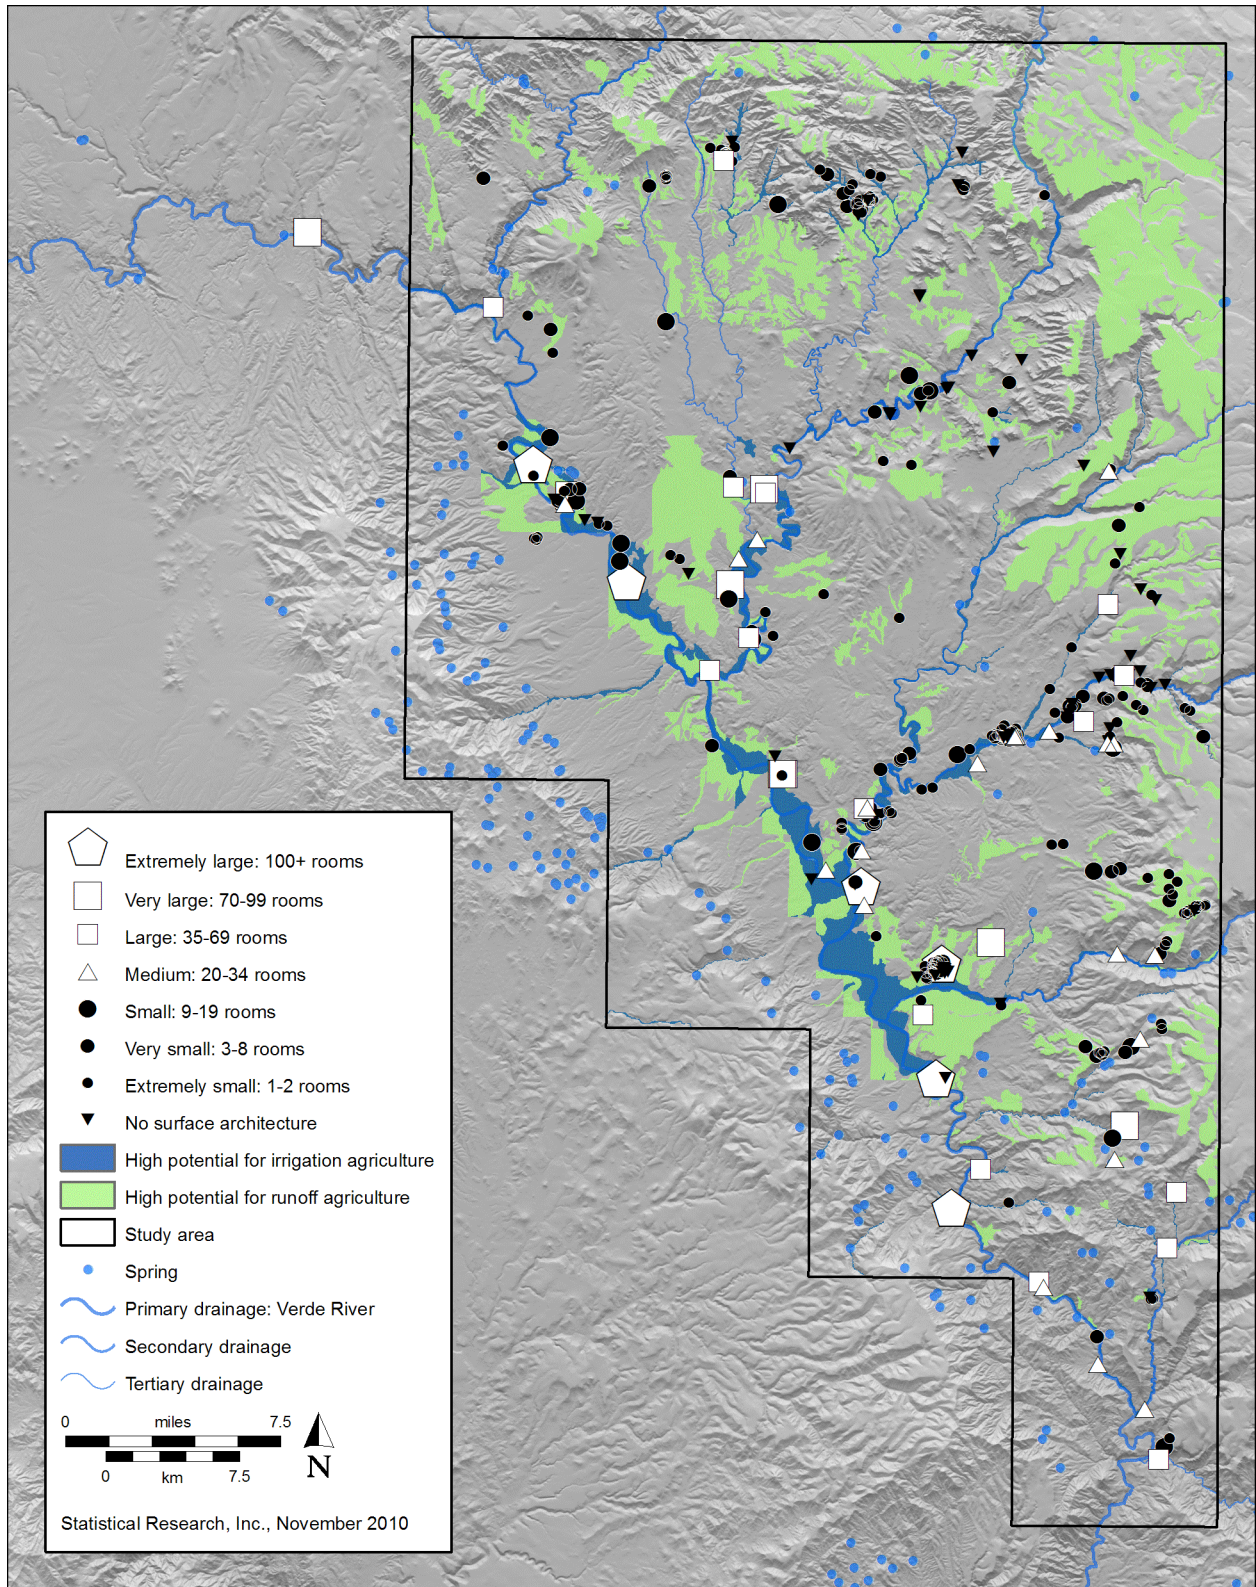 Extremely large: 100+ rooms
Very large: 70-99 rooms
Large: 35-69 rooms
Medium: 20-34 rooms
Small: 9-19 rooms
Very small: 3-8 rooms
Extremely small: 1-2 rooms
No surface architecture
High potential for irrigation agriculture
High potential for runoff agriculture
Study area
Spring
Primary drainage: Verde River
Secondary drainage
Tertiary drainage
0 miles 7.5
0 km 7.5
N
Statistical Research, Inc., November 2010